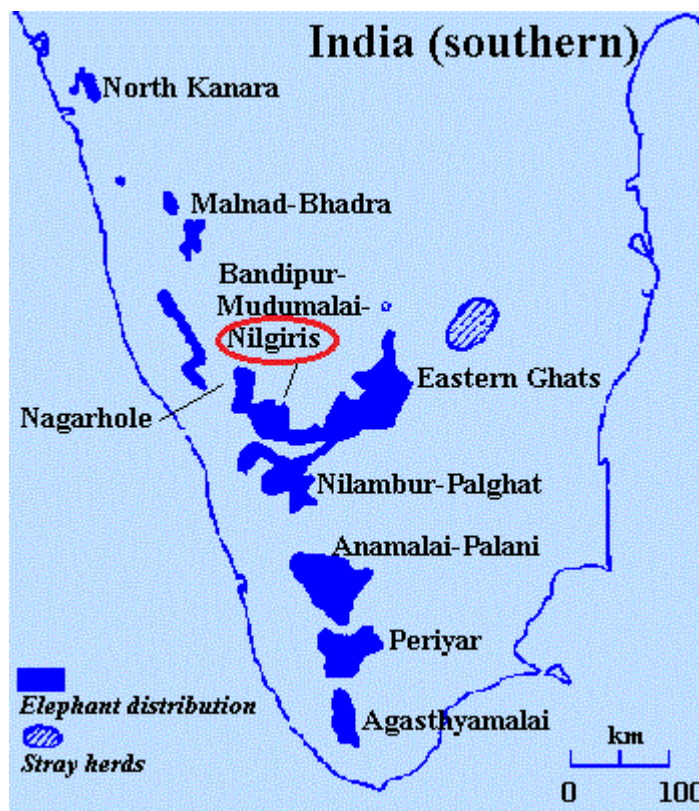 India (southern)
North Kanara
Malnad-Bhadra
Bandipur-
Mudumalai-
Nilgiris
Eastern Ghats
Nagarhole
Nilambur-Palghat
Anamalai-Palani
Periyar
Agasthyamalai
Elephant distribution
Stray herds
km
0 100